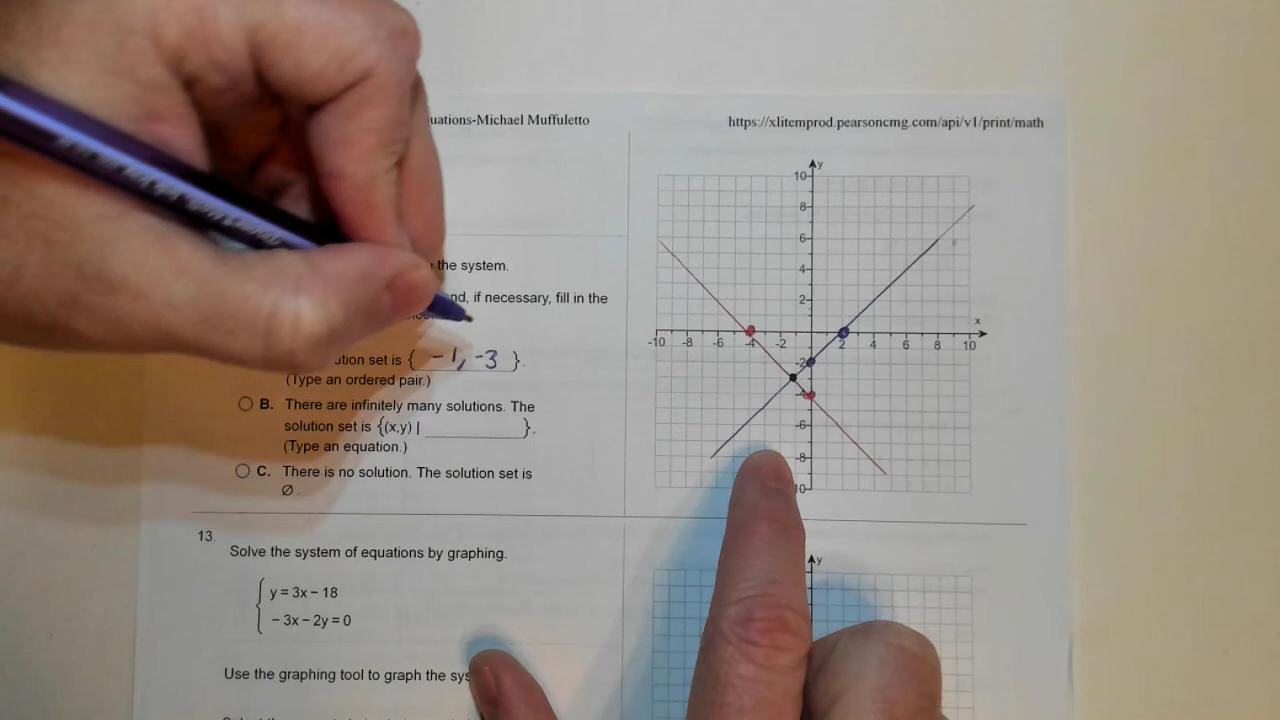 uations-Michael Muffuletto
https://xlitemprod.pearsoncmg.com/api/v1/print/math
the system.
nd, if necessary, fill in the
ution set is { -1, -3 }.
(Type an ordered pair.)
B. There are infinitely many solutions. The
solution set is {(x,y) | ________ }.
(Type an equation.)
C. There is no solution. The solution set is
∅.
y
10
8
6
4
2
x
-10 -8 -6 -4 -2 2 4 6 8 10
-2
-4
-6
-8
10
13.
Solve the system of equations by graphing.
y = 3x – 18
– 3x – 2y = 0
y
Use the graphing tool to graph the sys